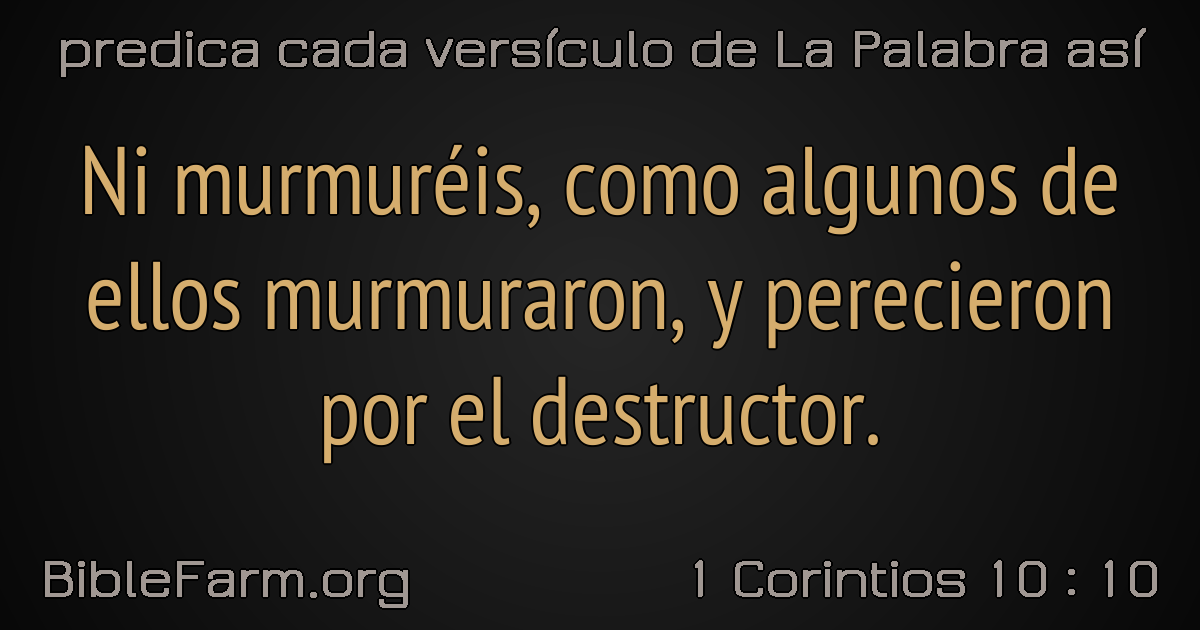 predica cada versículo de La Palabra así
Ni murmuréis, como algunos de
ellos murmuraron, y perecieron
por el destructor.
BibleFarm.org
1 Corintios 10 : 10